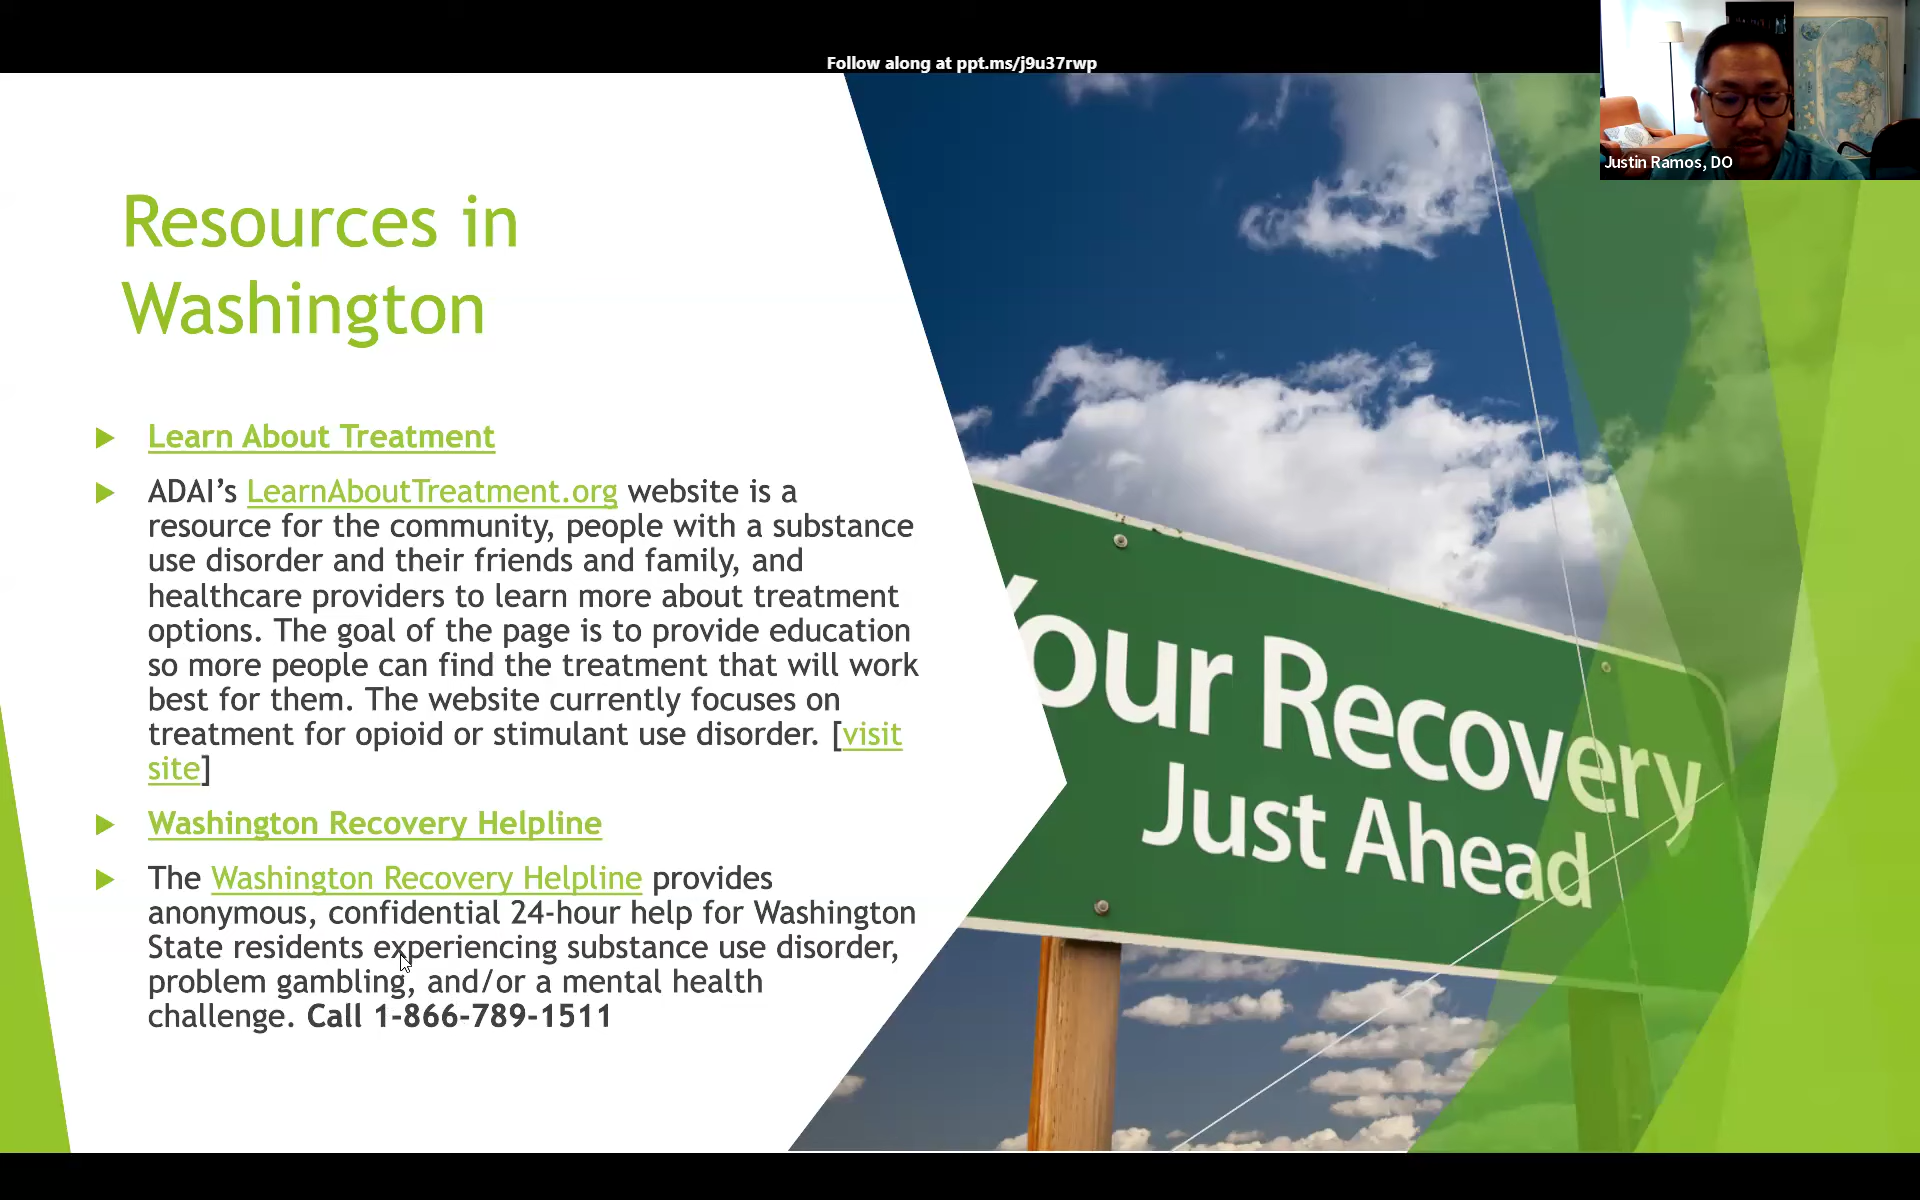 Follow along at ppt.ms/j9u37rwp
Justin Ramos, DO
Resources in
Washington
Learn About Treatment
ADAI’s LearnAboutTreatment.org website is a
resource for the community, people with a substance
use disorder and their friends and family, and
healthcare providers to learn more about treatment
options. The goal of the page is to provide education
so more people can find the treatment that will work
best for them. The website currently focuses on
treatment for opioid or stimulant use disorder. [visit
site]
Washington Recovery Helpline
The Washington Recovery Helpline provides
anonymous, confidential 24-hour help for Washington
State residents experiencing substance use disorder,
problem gambling, and/or a mental health
challenge. Call 1-866-789-1511
Your Recovery
Just Ahead